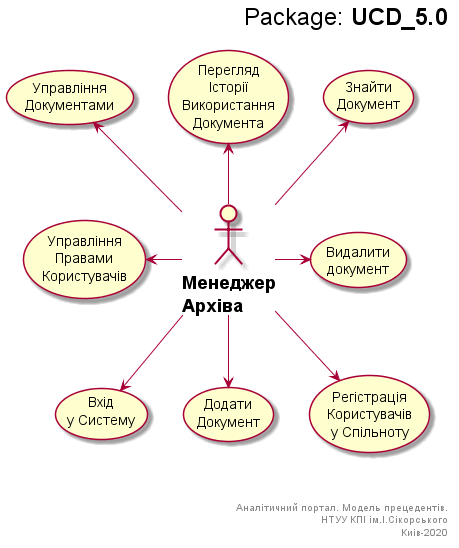 Package: UCD_5.0
Управління
Документами
Перегляд
Історії
Використання
Документа
Знайти
Документ
Управління
Правами
Користувачів
Менеджер
Архіва
Видалити
документ
Вхід
у Систему
Додати
Документ
Регістрація
Користувачів
у Спільноту
Аналітичний портал. Модель прецедентів.
НТУУ КПІ ім.І.Сікорського
Київ-2020